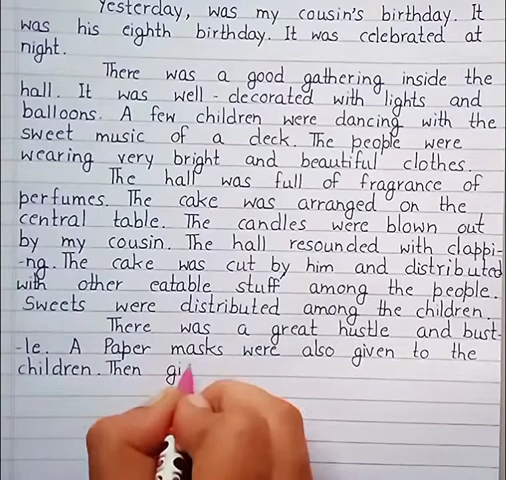 Yesterday, was my cousin's birthday. It
was his eighth birthday. It was celebrated at
night.
There was a good gathering inside the
hall. It was well - decorated with lights and
balloons. A few children were dancing with the
sweet music of a deck. The people were
wearing very bright and beautiful clothes.
The hall was full of fragrance of
perfumes. The cake was arranged on the
central table. The candles were blown out
by my cousin. The hall resounded with clappi-
-ng. The cake was cut by him and distributed
with other eatable stuff among the people.
Sweets were distributed among the children.
There was a great hustle and bust-
-le. A Paper masks were also given to the
children. Then gi